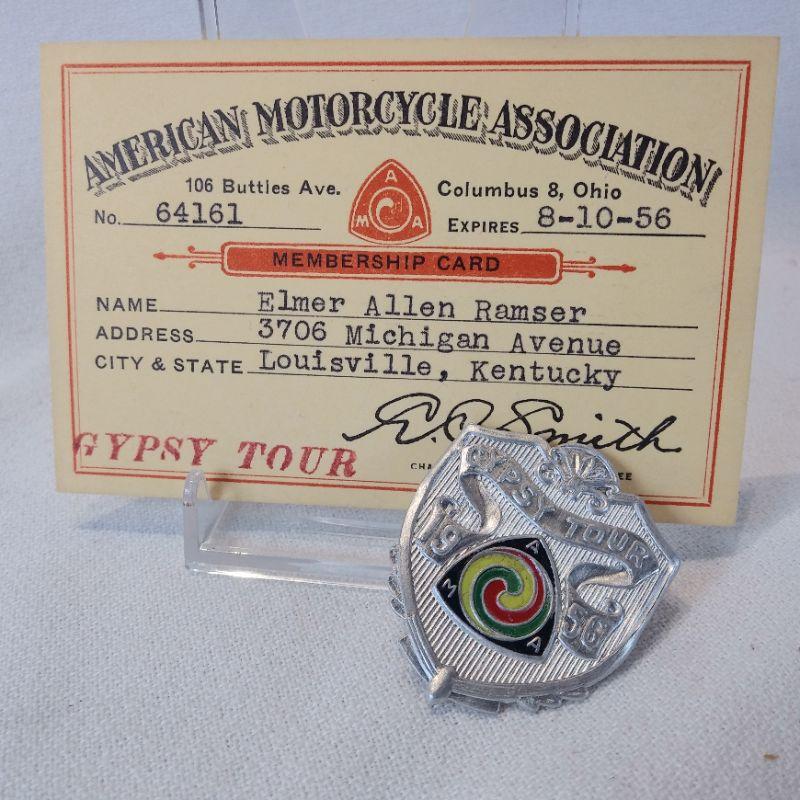 AMERICAN MOTORCYCLE ASSOCIATION
106 Buttles Ave.
Columbus 8, Ohio
A
M A
No. 64161
EXPIRES 8-10-56
MEMBERSHIP CARD
NAME Elmer Allen Ramser
ADDRESS 3706 Michigan Avenue
CITY & STATE Louisville, Kentucky
E.C. Smith
GYPSY TOUR
GYPSY TOUR
19 56
A
M A